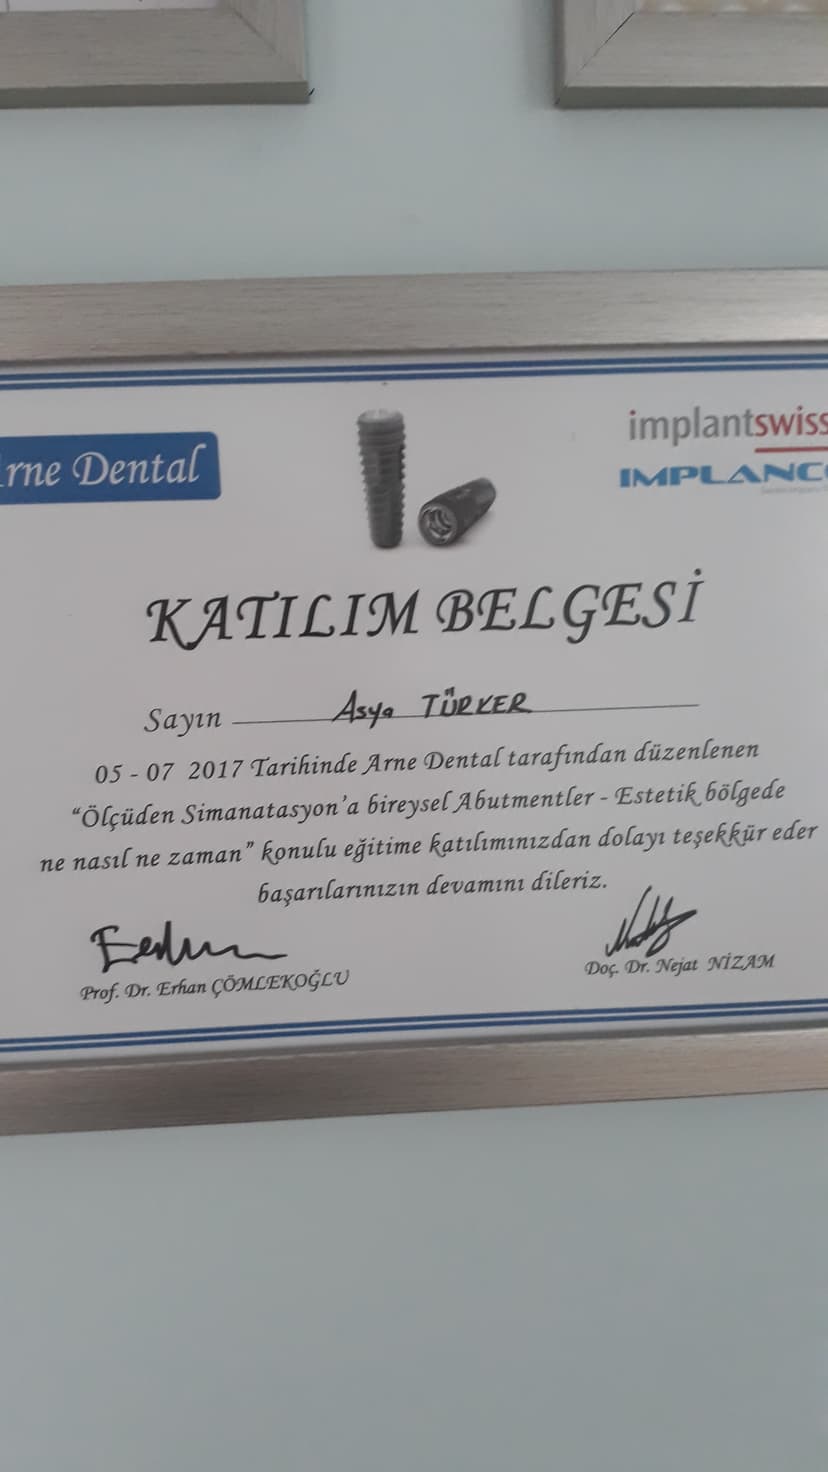 rne Dental
implantswiss
IMPLANC
KATILIM BELGESİ
Sayın Asya TÜRKER
05 - 07 2017 Tarihinde Arne Dental tarafından düzenlenen
“Ölçüden Simanatasyon'a bireysel Abutmentler - Estetik bölgede
ne nasıl ne zaman” konulu eğitime katılımınızdan dolayı teşekkür eder
başarılarınızın devamını dileriz.
Prof. Dr. Erhan ÇÖMLEKOĞLU
Doç. Dr. Nejat NİZAM